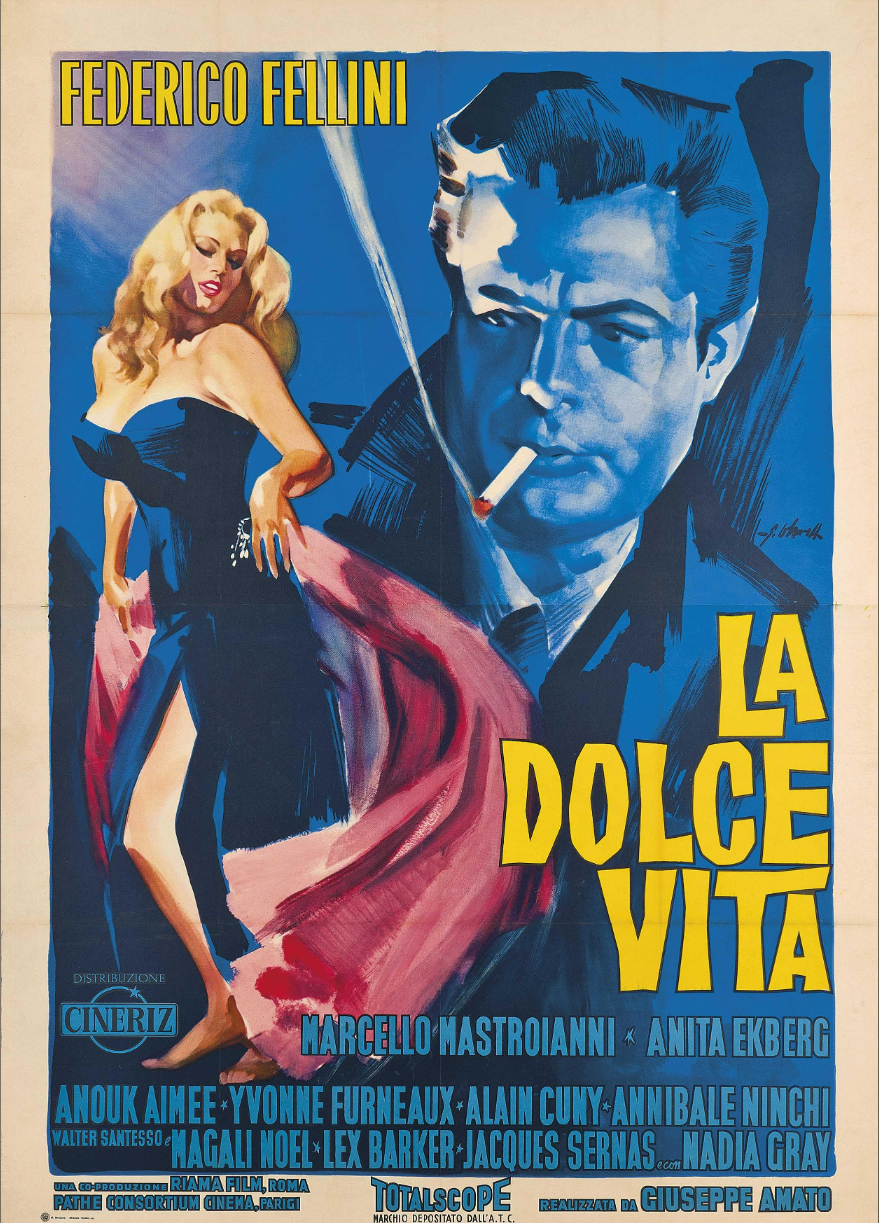 FEDERICO FELLINI
LA
DOLCE
VITA
DISTRIBUZIONE
CINERIZ
MARCELLO MASTROIANNI * ANITA EKBERG
ANOUK AIMEE * YVONNE FURNEAUX * ALAIN CUNY * ANNIBALE NINCHI
WALTER SANTESSO e MAGALI NOEL * LEX BARKER * JACQUES SERNAS e con NADIA GRAY
UNA CO-PRODUZIONE RIAMA FILM, ROMA
PATHE CONSORTIUM CINEMA, PARIGI
TOTALSCOPE
MARCHIO DEPOSITATO DALL'A.T.C.
REALIZZATA DA GIUSEPPE AMATO